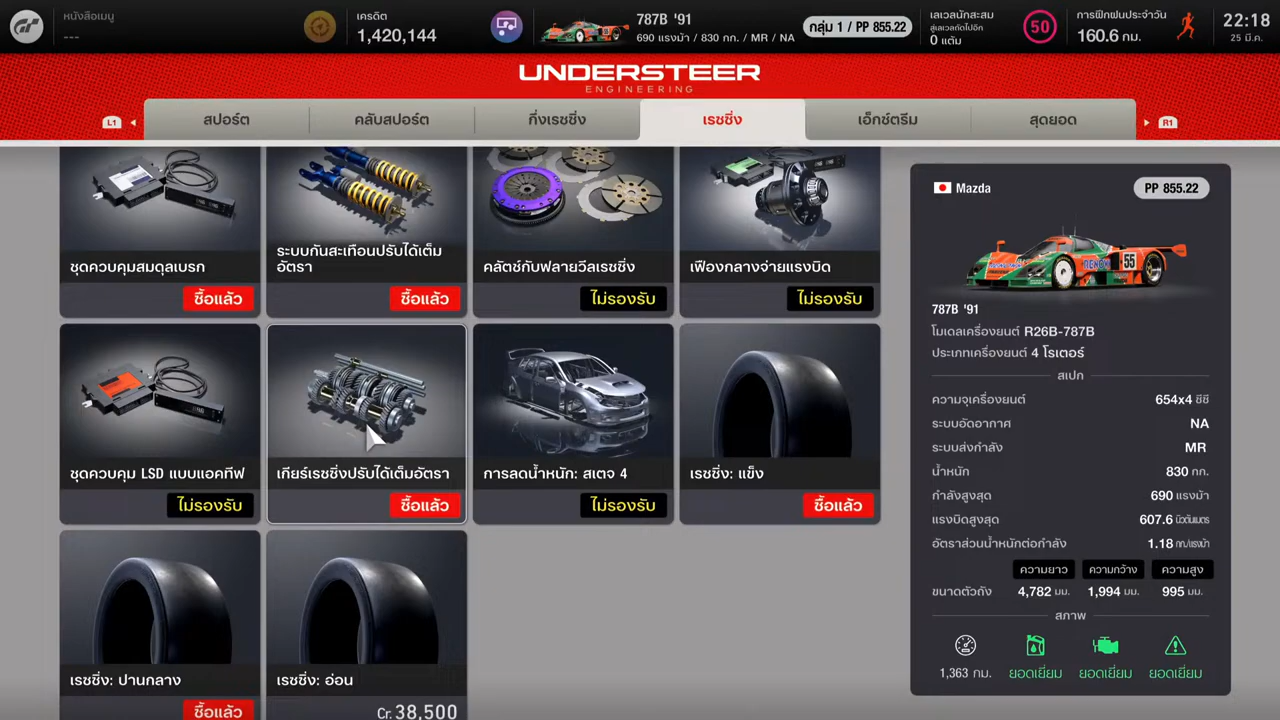 หนังสือเมนู
---
เครดิต
1,420,144
787B '91
690 แรงม้า / 830 กก. / MR / NA
กลุ่ม 1 / PP 855.22
เลเวลนักสะสม
สู่เลเวลถัดไปอีก
0 แต้ม
50
การฝึกฝนประจำวัน
160.6 กม.
22:18
25 มี.ค.
UNDERSTEER
ENGINEERING
L1
สปอร์ต
คลับสปอร์ต
กึ่งเรซซิ่ง
เรซซิ่ง
เอ็กซ์ตรีม
สุดยอด
R1
ชุดควบคุมสมดุลเบรก
ซื้อแล้ว
ระบบกันสะเทือนปรับได้เต็ม
อัตรา
ซื้อแล้ว
คลัตช์กับฟลายวีลเรซซิ่ง
ไม่รองรับ
เฟืองกลางจ่ายแรงบิด
ไม่รองรับ
ชุดควบคุม LSD แบบแอคทีฟ
ไม่รองรับ
เกียร์เรซซิ่งปรับได้เต็มอัตรา
ซื้อแล้ว
การลดน้ำหนัก: สเตจ 4
ไม่รองรับ
เรซซิ่ง: แข็ง
ซื้อแล้ว
เรซซิ่ง: ปานกลาง
ซื้อแล้ว
เรซซิ่ง: อ่อน
Cr. 38,500
Mazda
PP 855.22
RENOWN
55
787B '91
โมเดลเครื่องยนต์ R26B-787B
ประเภทเครื่องยนต์ 4 โรเตอร์
สเปก
ความจุเครื่องยนต์ 654x4 ซีซี
ระบบอัดอากาศ NA
ระบบส่งกำลัง MR
น้ำหนัก 830 กก.
กำลังสูงสุด 690 แรงม้า
แรงบิดสูงสุด 607.6 นิวตันเมตร
อัตราส่วนน้ำหนักต่อกำลัง 1.18 กก./แรงม้า
ความยาว ความกว้าง ความสูง
ขนาดตัวถัง 4,782 มม. 1,994 มม. 995 มม.
สภาพ
1,363 กม. ยอดเยี่ยม ยอดเยี่ยม ยอดเยี่ยม